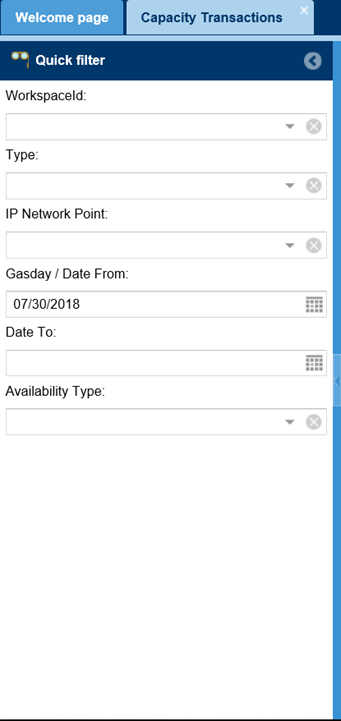 Welcome page
Capacity Transactions
Quick filter
WorkspaceId:
Type:
IP Network Point:
Gasday / Date From:
07/30/2018
Date To:
Availability Type: